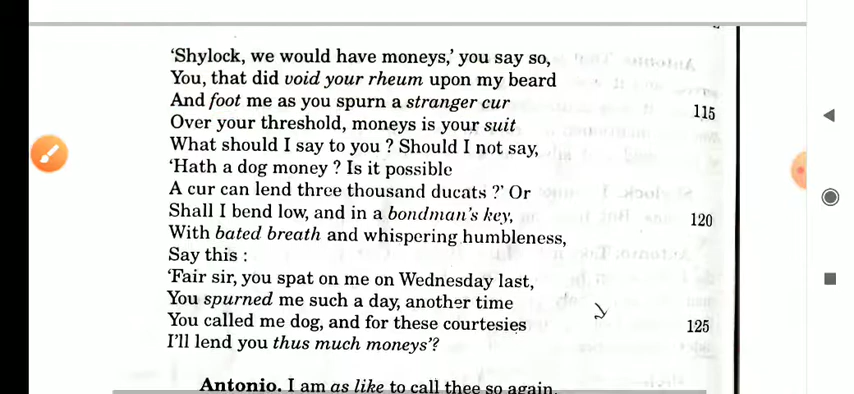 'Shylock, we would have moneys,' you say so,
You, that did void your rheum upon my beard
And foot me as you spurn a stranger cur 115
Over your threshold, moneys is your suit
What should I say to you ? Should I not say,
'Hath a dog money ? Is it possible
A cur can lend three thousand ducats ?' Or
Shall I bend low, and in a bondman's key, 120
With bated breath and whispering humbleness,
Say this :
'Fair sir, you spat on me on Wednesday last,
You spurned me such a day, another time
You called me dog, and for these courtesies 125
I'll lend you thus much moneys'?
Antonio. I am as like to call thee so again,